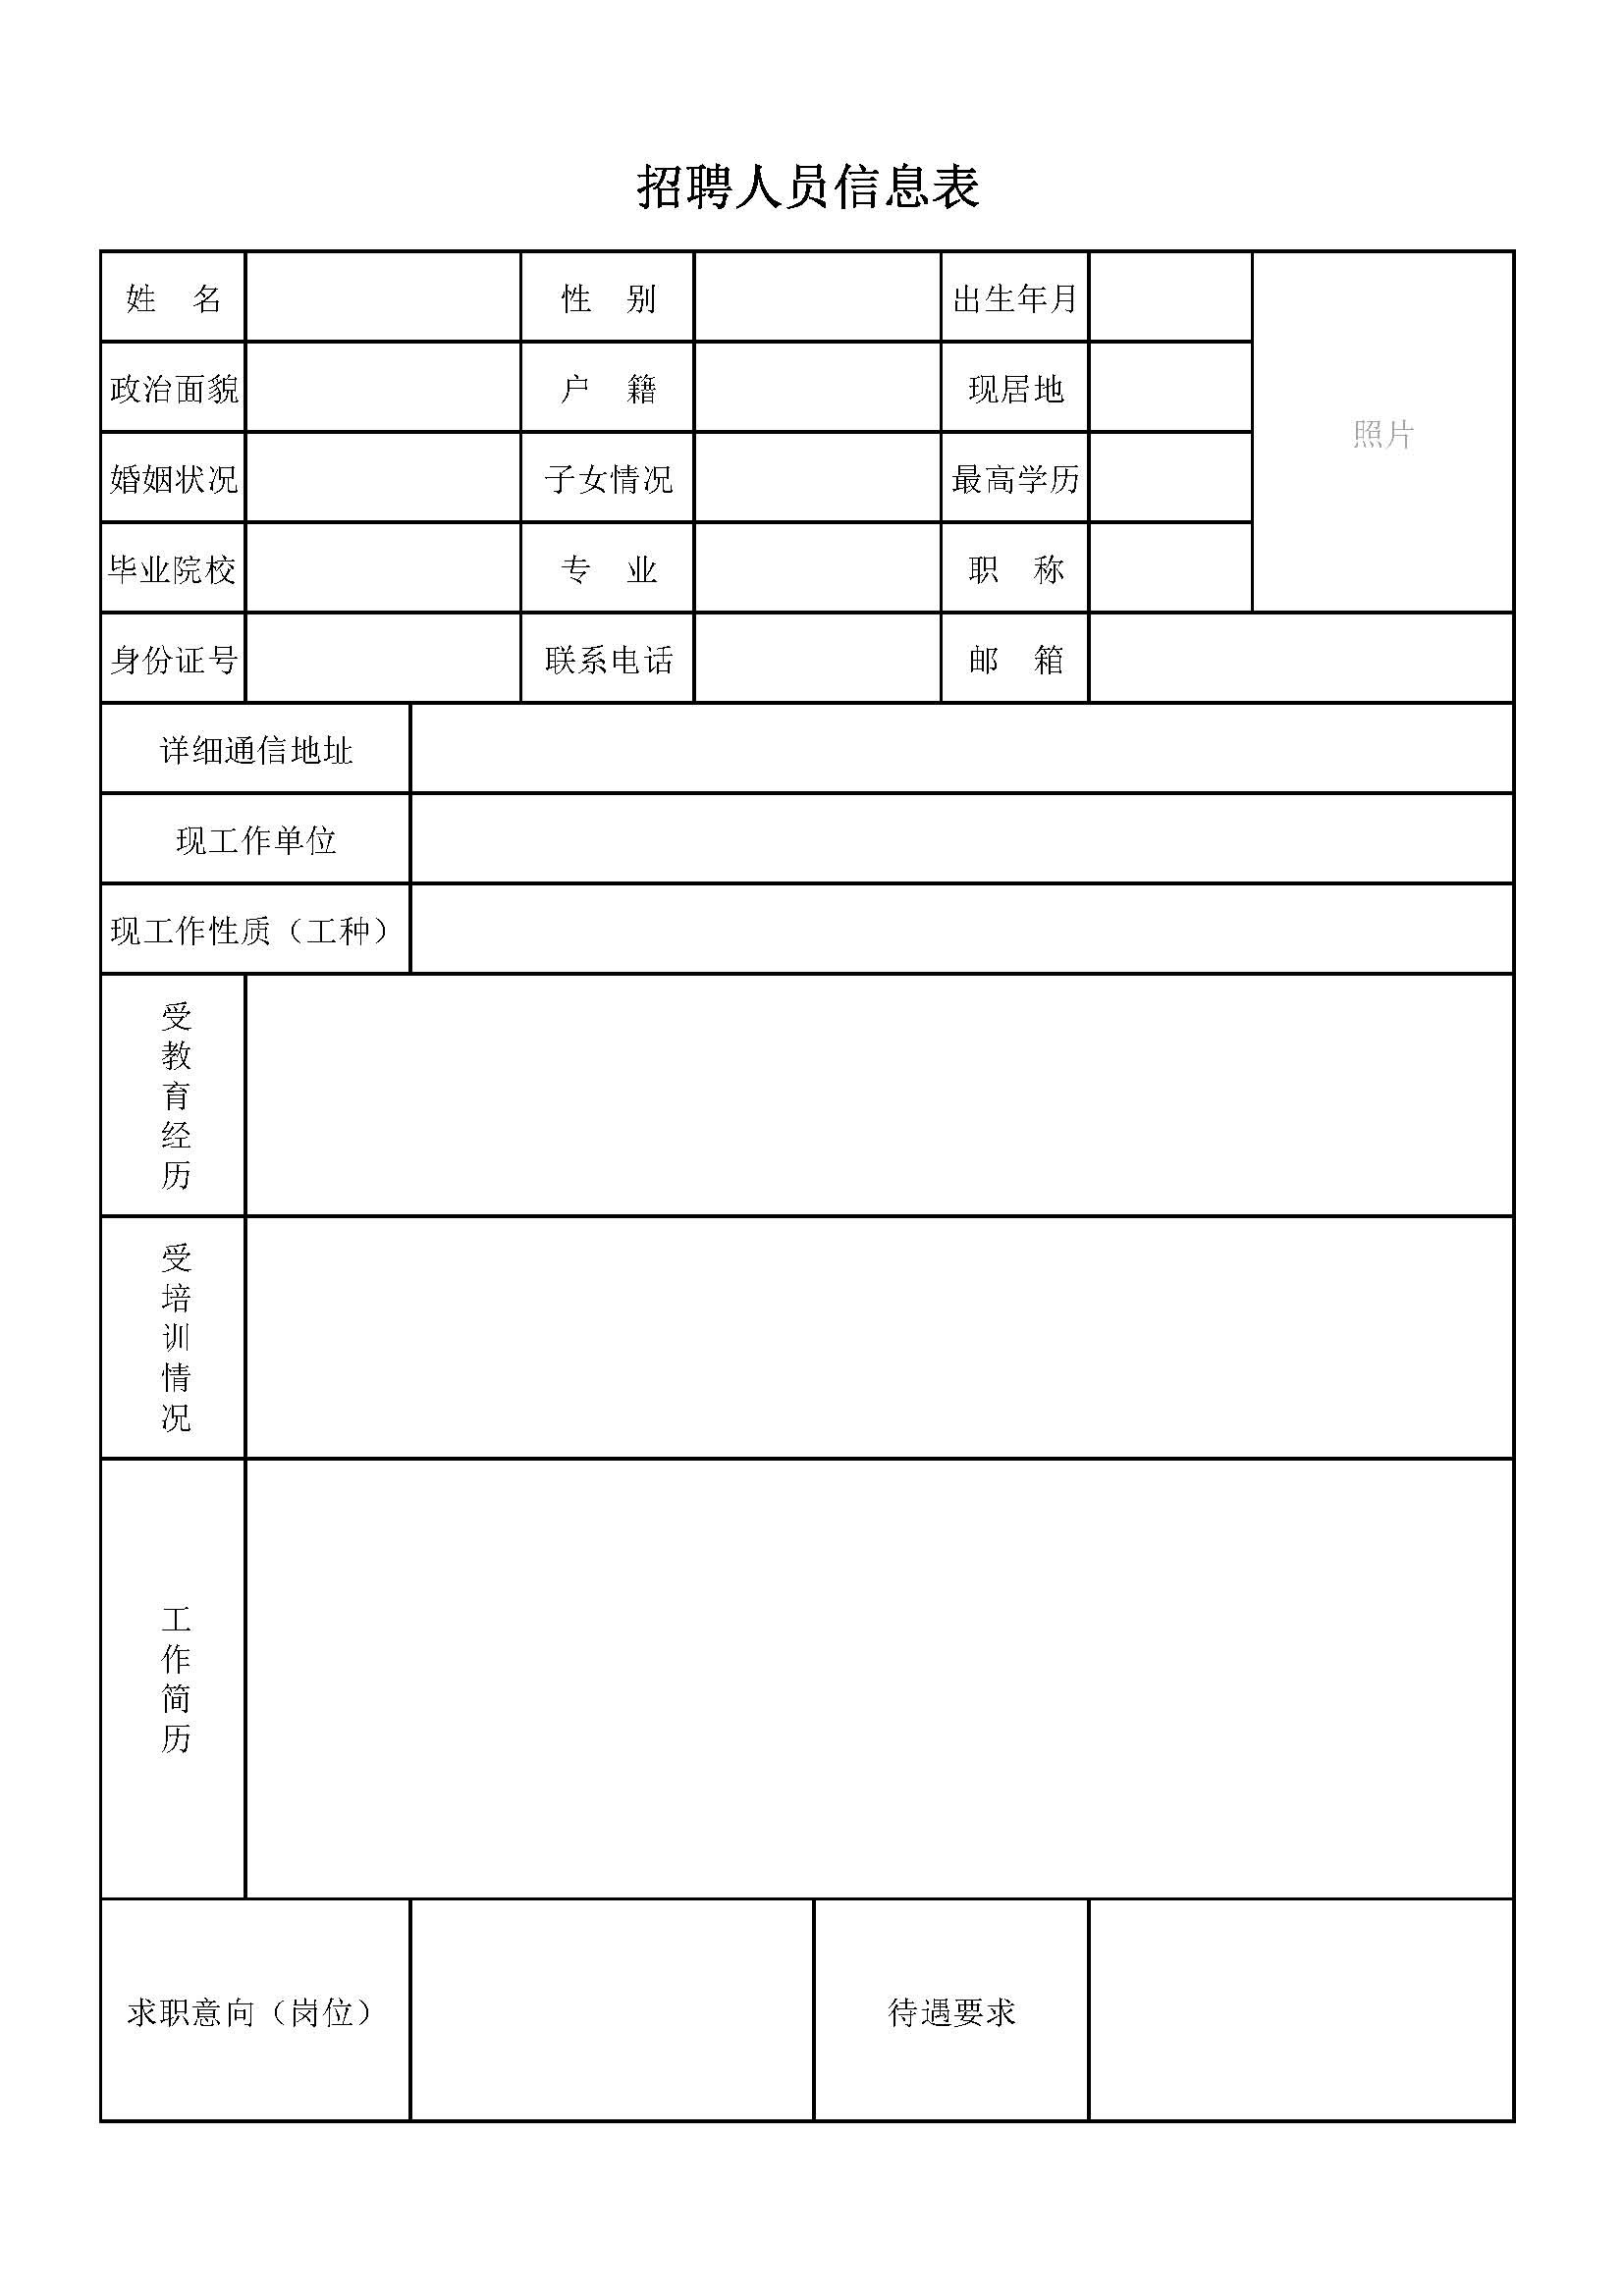 招聘人员信息表
姓 名 性 别 出生年月
政治面貌 户 籍 现居地
照片
婚姻状况 子女情况 最高学历
毕业院校 专 业 职 称
身份证号 联系电话 邮 箱
详细通信地址
现工作单位
现工作性质（工种）
受
教
育
经
历
受
培
训
情
况
工
作
简
历
求职意向（岗位） 待遇要求